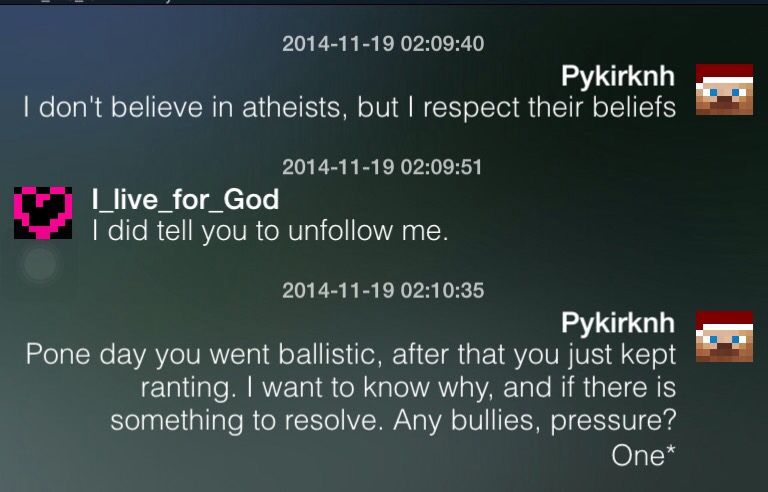 2014-11-19 02:09:40
Pykirknh
I don't believe in atheists, but I respect their beliefs
2014-11-19 02:09:51
I_live_for_God
I did tell you to unfollow me.
2014-11-19 02:10:35
Pykirknh
Pone day you went ballistic, after that you just kept
ranting. I want to know why, and if there is
something to resolve. Any bullies, pressure?
One*